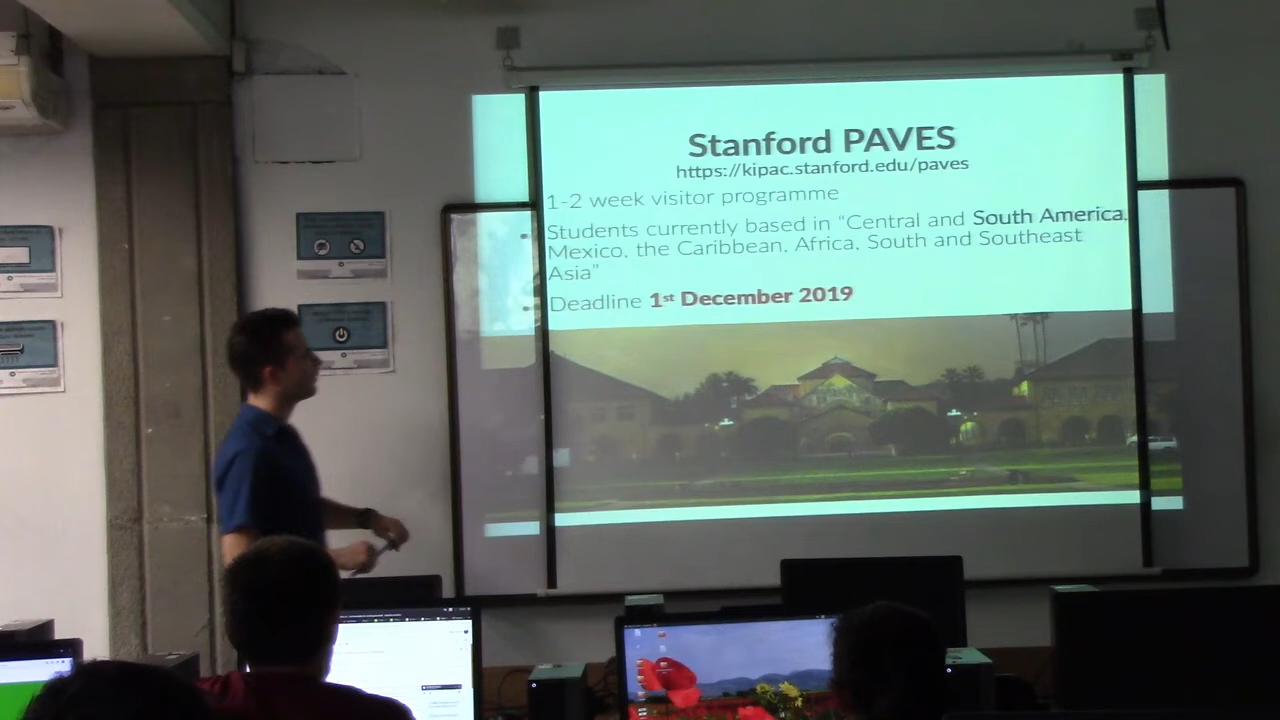 Stanford PAVES
https://kipac.stanford.edu/paves
1-2 week visitor programme
Students currently based in “Central and South America,
Mexico, the Caribbean, Africa, South and Southeast
Asia”
Deadline 1st December 2019